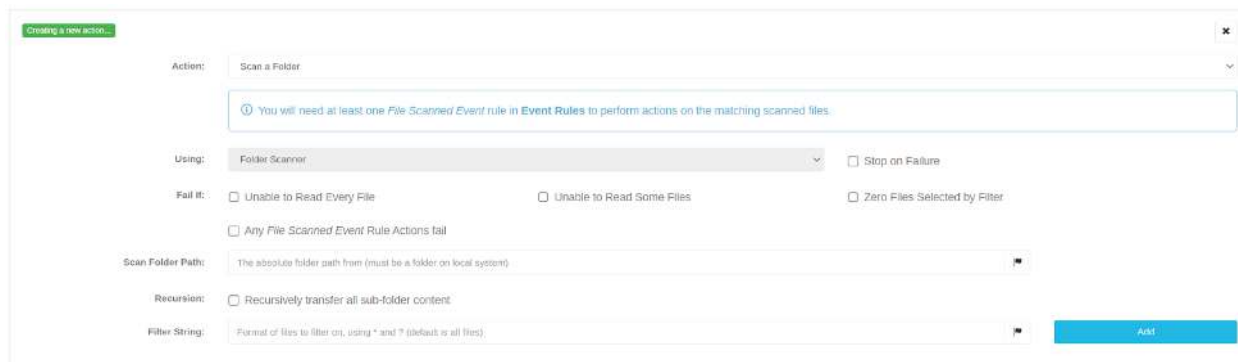 Creating a new action...
Action: Scan a Folder
You will need at least one File Scanned Event rule in Event Rules to perform actions on the matching scanned files.
Using: Folder Scanner Stop on Failure
Fail If: Unable to Read Every File Unable to Read Some Files Zero Files Selected by Filter
Any File Scanned Event Rule Actions fail
Scan Folder Path: The absolute folder path from (must be a folder on local system)
Recursion: Recursively transfer all sub-folder content
Filter String: Format of files to filter on, using * and ? (default is all files) Add